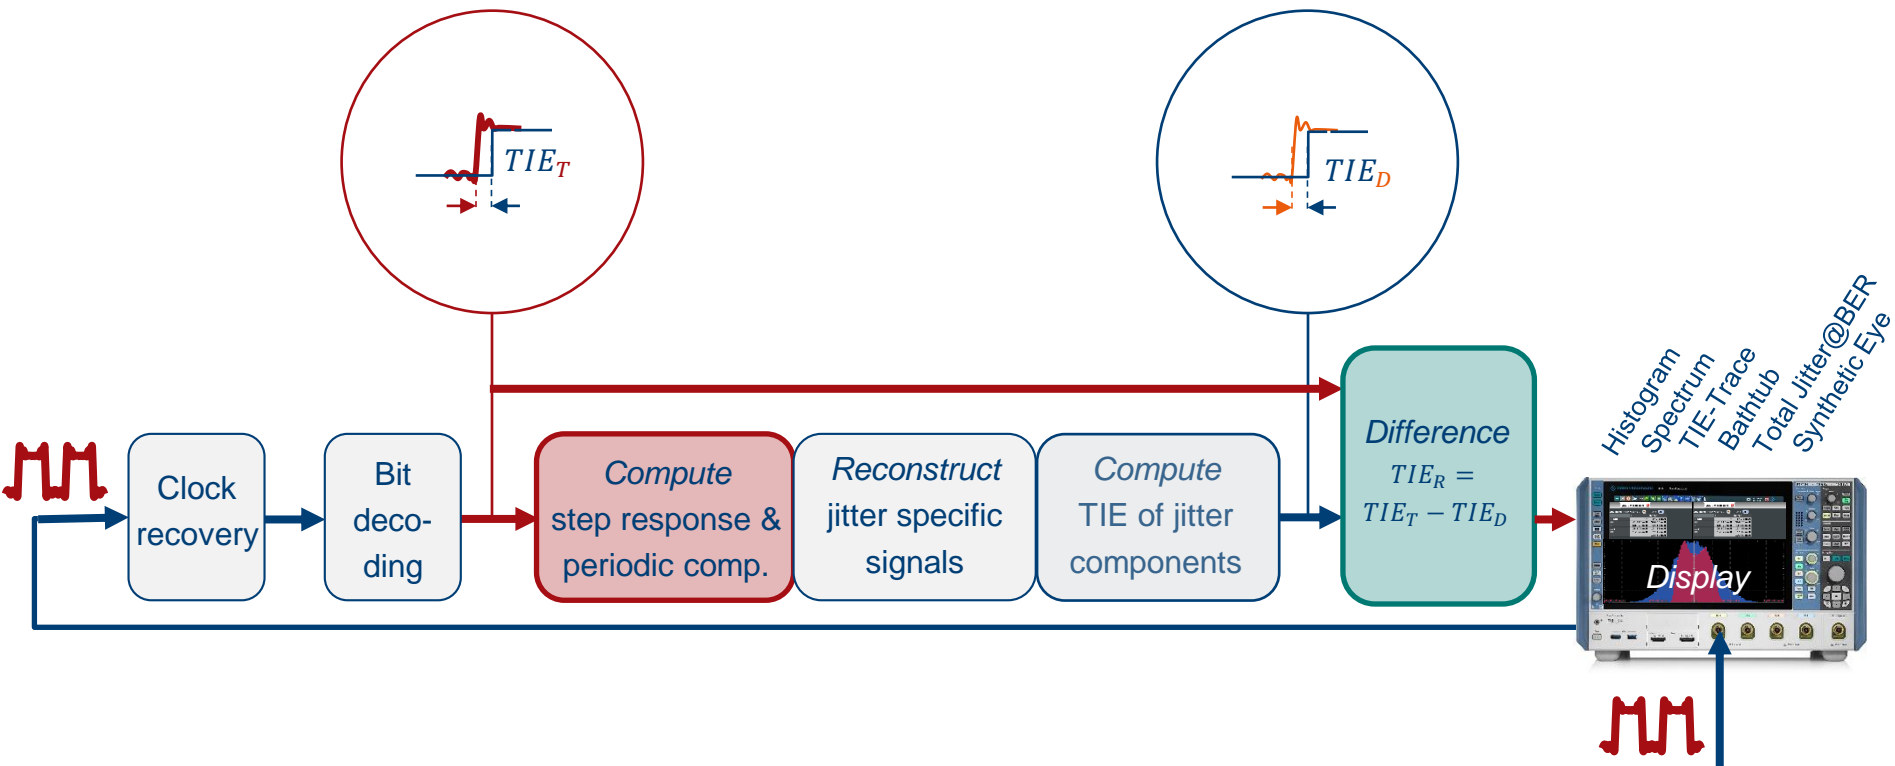 TIE_T
TIE_D
Histogram
Spectrum
TIE-Trace
Bathtub
Total Jitter@BER
Synthetic Eye
Clock
recovery
Bit
deco-
ding
Compute
step response &
periodic comp.
Reconstruct
jitter specific
signals
Compute
TIE of jitter
components
Difference
TIE_R =
TIE_T − TIE_D
Display